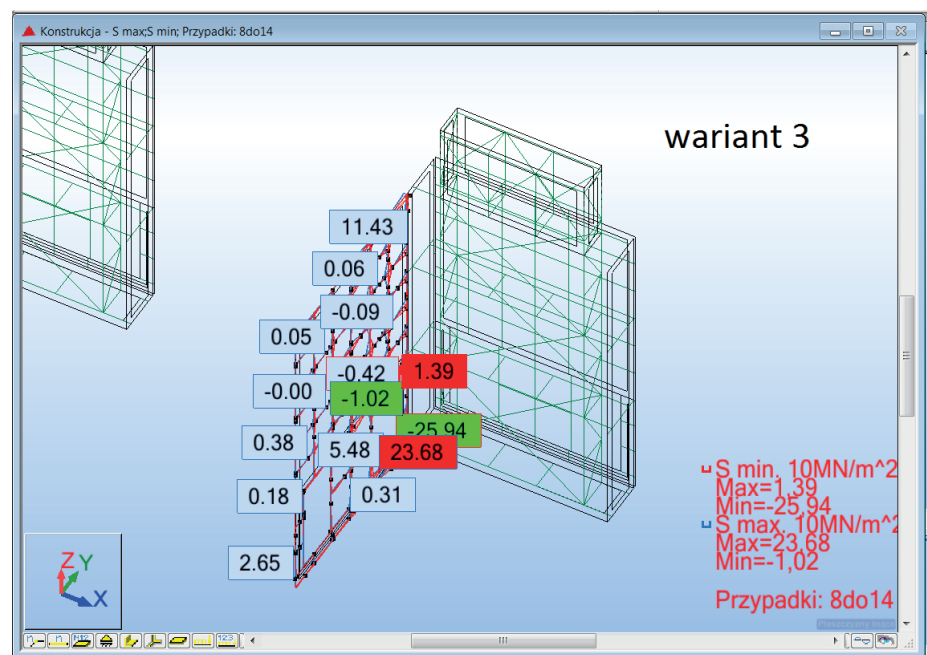 Konstrukcja - S max;S min; Przypadki: 8do14
wariant 3
11.43
0.06
-0.09
0.05
-0.42
1.39
-0.00
-1.02
-25.94
0.38
5.48
23.68
0.18
0.31
2.65
S min. 10MN/m^2
Max=1,39
Min=-25,94
S max. 10MN/m^2
Max=23,68
Min=-1,02
Przypadki: 8do14
Z
Y
X